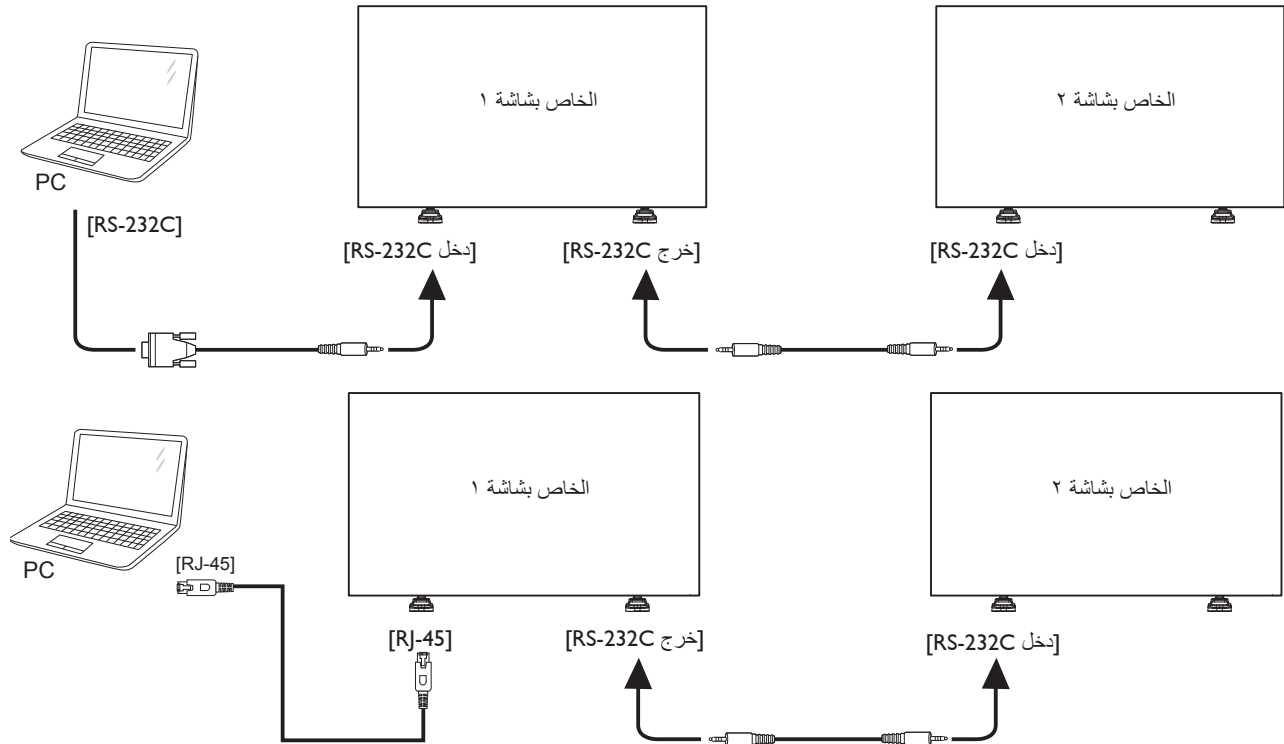 الخاص بشاشة ١
الخاص بشاشة ٢
PC
[RS-232C]
[RS-232C دخل]
[RS-232C خرج]
[RS-232C دخل]
الخاص بشاشة ١
الخاص بشاشة ٢
PC
[RJ-45]
[RJ-45]
[RS-232C خرج]
[RS-232C دخل]